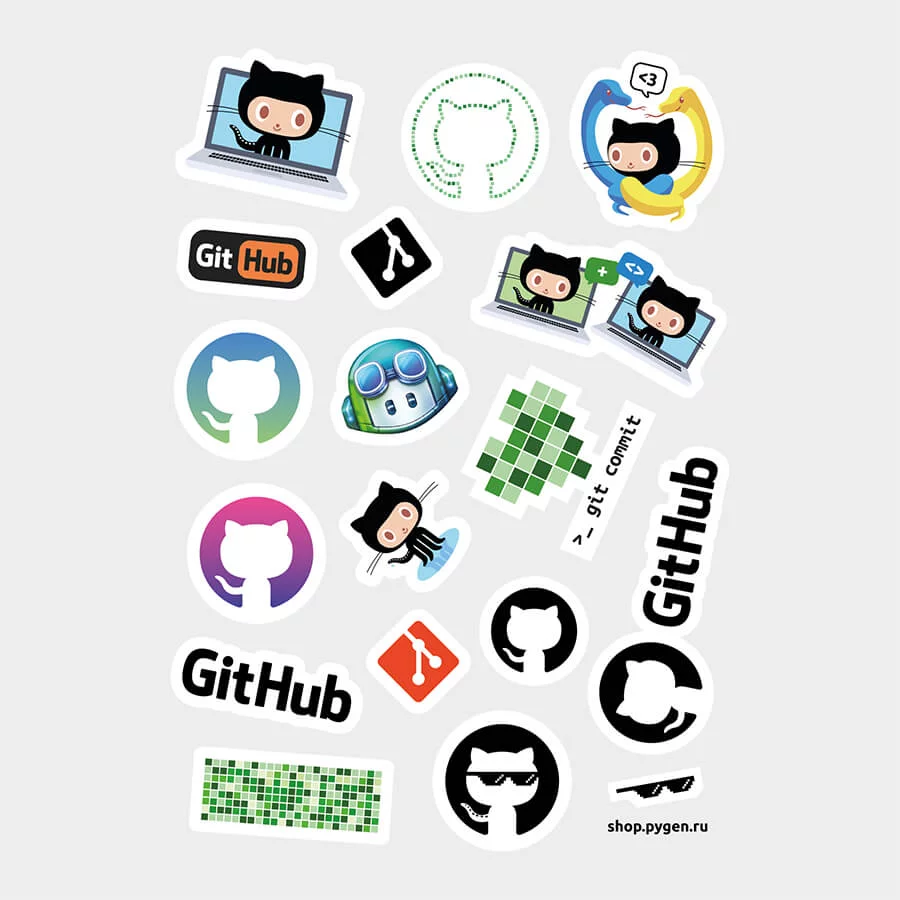 <3
Git Hub
+
<>
>_ git commit
GitHub
GitHub
shop.pygen.ru